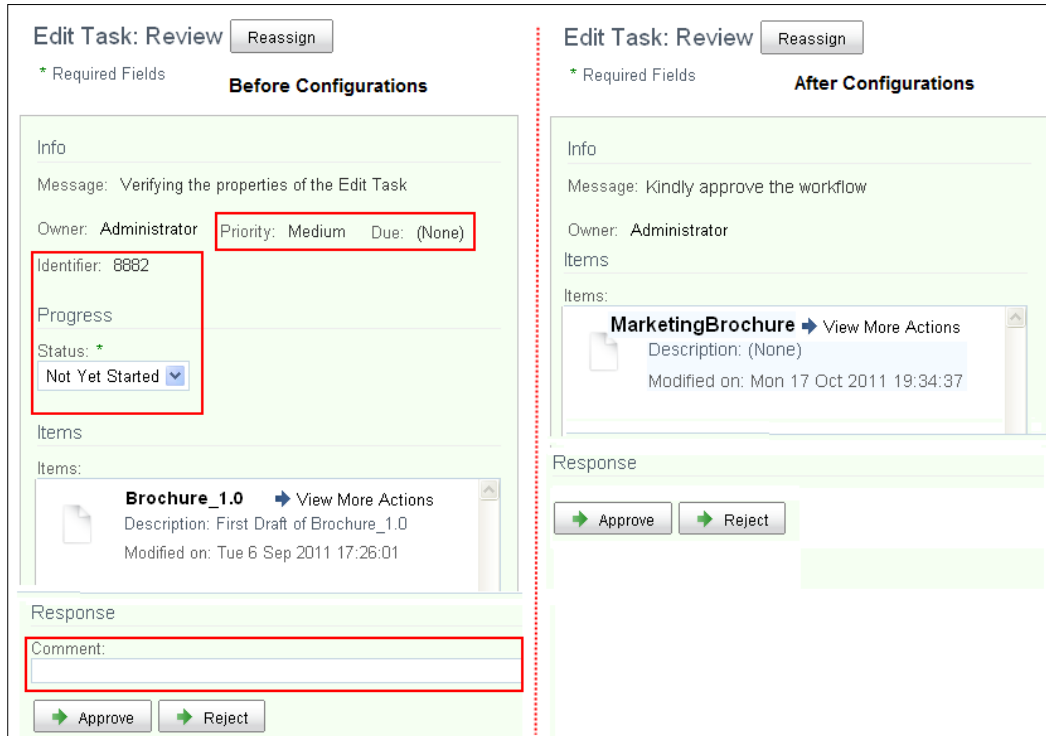 Edit Task: Review Reassign
* Required Fields
Before Configurations
Info
Message: Verifying the properties of the Edit Task
Owner: Administrator Priority: Medium Due: (None)
Identifier: 8882
Progress
Status: *
Not Yet Started
Items
Items:
Brochure_1.0 View More Actions
Description: First Draft of Brochure_1.0
Modified on: Tue 6 Sep 2011 17:26:01
Response
Comment:
Approve Reject
Edit Task: Review Reassign
* Required Fields
After Configurations
Info
Message: Kindly approve the workflow
Owner: Administrator
Items
Items:
MarketingBrochure View More Actions
Description: (None)
Modified on: Mon 17 Oct 2011 19:34:37
Response
Approve Reject